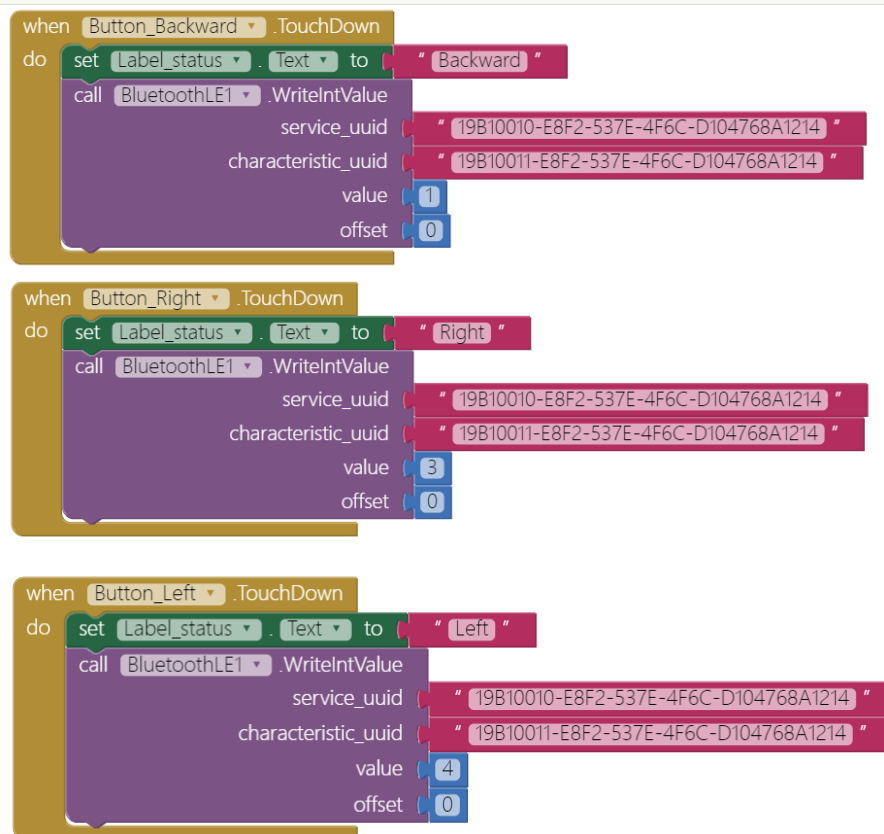 when Button_Backward .TouchDown
do set Label_status . Text to " Backward "
call BluetoothLE1 .WriteIntValue
service_uuid " 19B10010-E8F2-537E-4F6C-D104768A1214 "
characteristic_uuid " 19B10011-E8F2-537E-4F6C-D104768A1214 "
value 1
offset 0
when Button_Right .TouchDown
do set Label_status . Text to " Right "
call BluetoothLE1 .WriteIntValue
service_uuid " 19B10010-E8F2-537E-4F6C-D104768A1214 "
characteristic_uuid " 19B10011-E8F2-537E-4F6C-D104768A1214 "
value 3
offset 0
when Button_Left .TouchDown
do set Label_status . Text to " Left "
call BluetoothLE1 .WriteIntValue
service_uuid " 19B10010-E8F2-537E-4F6C-D104768A1214 "
characteristic_uuid " 19B10011-E8F2-537E-4F6C-D104768A1214 "
value 4
offset 0